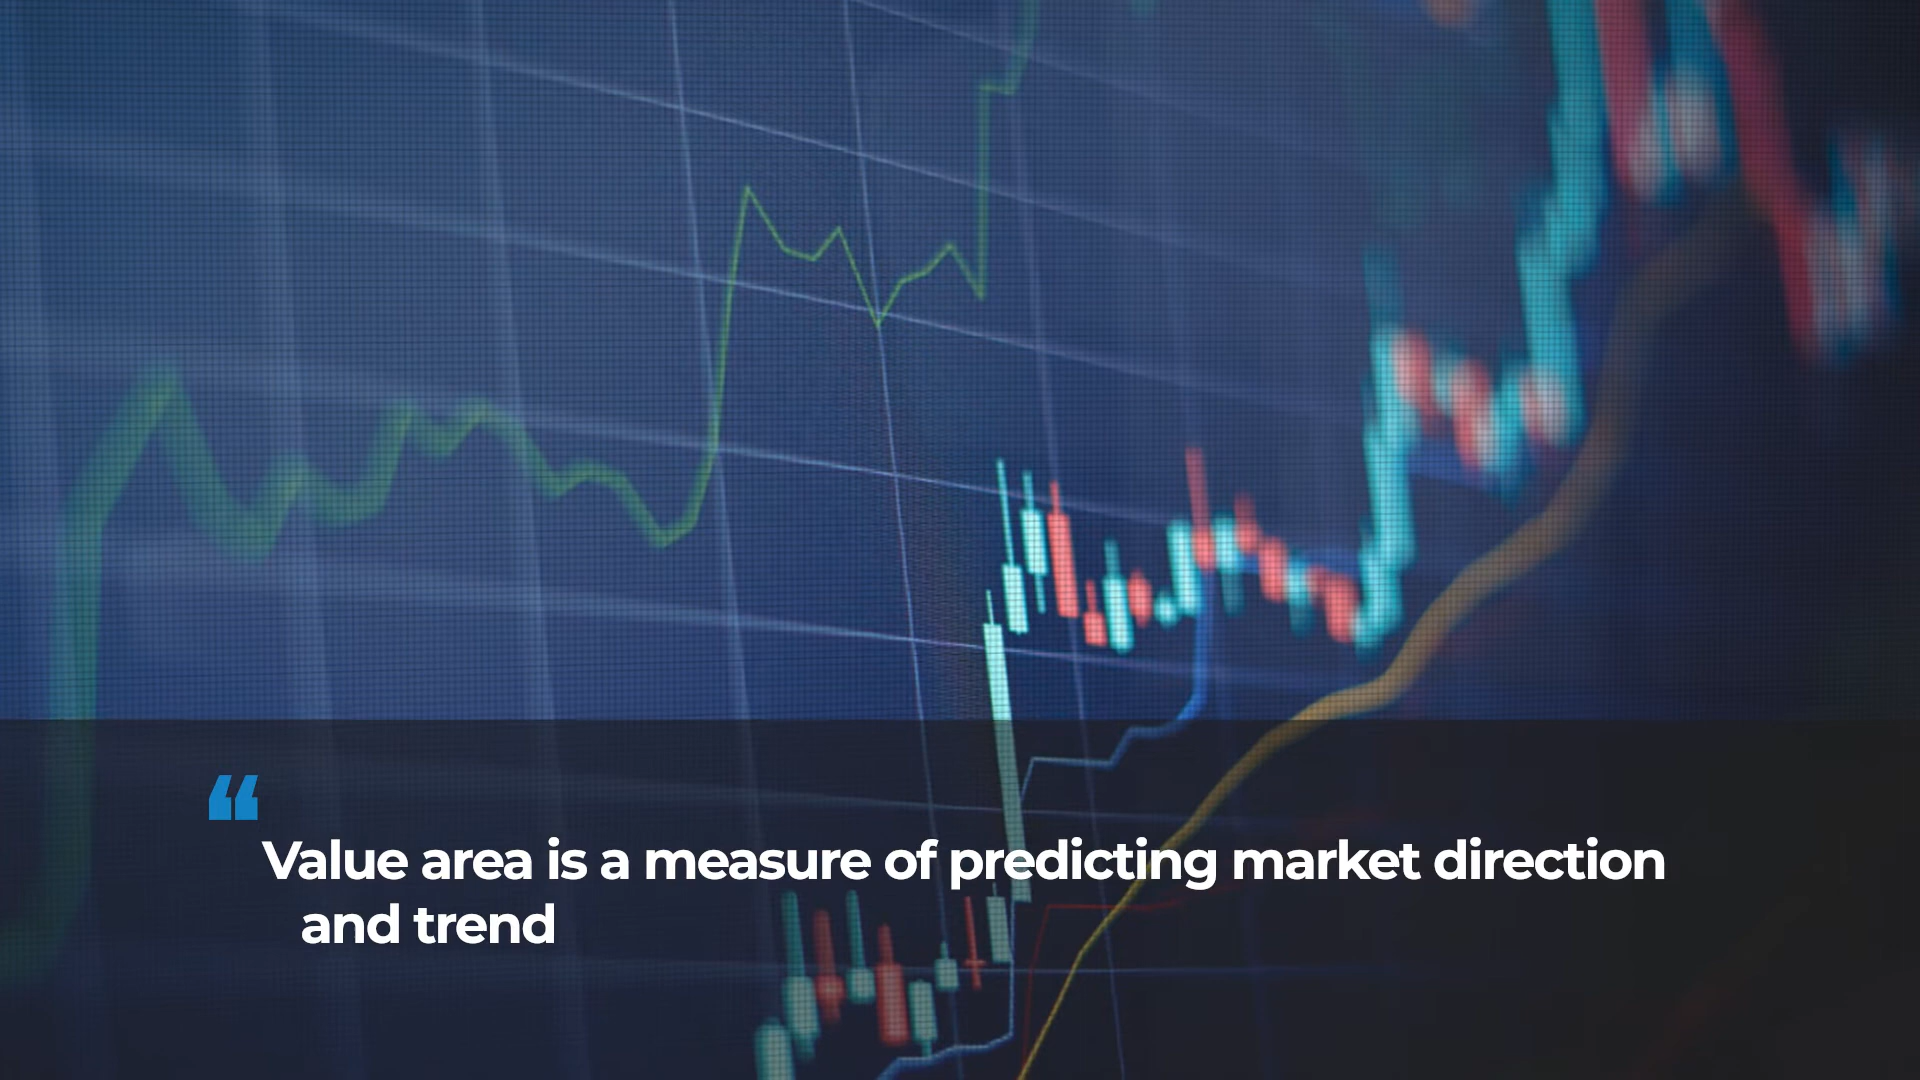 “
Value area is a measure of predicting market direction
and trend